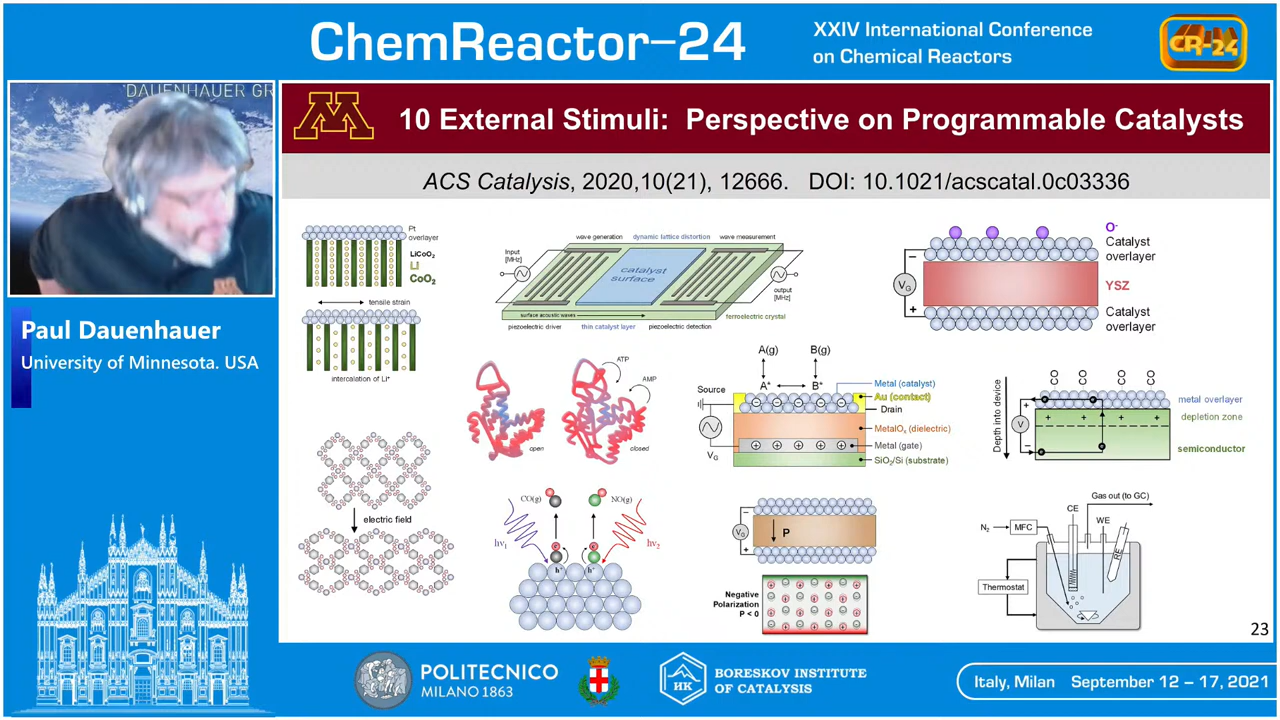 ChemReactor–24
XXIV International Conference
on Chemical Reactors
CR-24
DAUENHAUER GR
Paul Dauenhauer
University of Minnesota. USA
M
10 External Stimuli: Perspective on Programmable Catalysts
ACS Catalysis, 2020,10(21), 12666. DOI: 10.1021/acscatal.0c03336
Pt
overlayer
LiCoO₂
Li
CoO₂
tensile strain
intercalation of Li⁺
wave generation
dynamic lattice distortion
wave measurement
Input
[MHz]
catalyst
surface
output
[MHz]
surface acoustic waves
ferroelectric crystal
piezoelectric driver
thin catalyst layer
piezoelectric detection
O⁻
Catalyst
overlayer
−
VG
YSZ
+
Catalyst
overlayer
ATP
AMP
open
closed
A(g)
B(g)
Source
A*
B*
Metal (catalyst)
Au (contact)
Drain
MetalOₓ (dielectric)
Metal (gate)
VG
SiO₂/Si (substrate)
Depth into device
CO
CO
CO
CO
metal overlayer
+
V
−
+ + + +
depletion zone
semiconductor
electric field
CO(g)
NO(g)
hν₁
hν₂
h⁺
h⁺
−
VG
+
P
Negative
Polarization
P < 0
Gas out (to GC)
CE
WE
N₂
MFC
RE
Thermostat
23
POLITECNICO
MILANO 1863
НК
BORESKOV INSTITUTE
OF CATALYSIS
Italy, Milan September 12 – 17, 2021